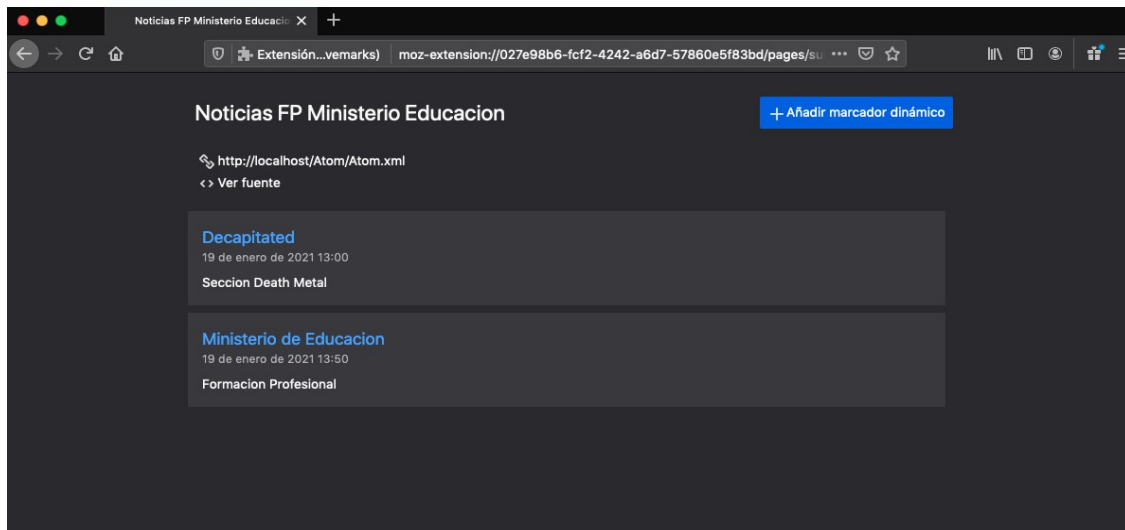 Noticias FP Ministerio Educacio
Extensión...vemarks) moz-extension://027e98b6-fcf2-4242-a6d7-57860e5f83bd/pages/su
Noticias FP Ministerio Educacion
Añadir marcador dinámico
http://localhost/Atom/Atom.xml
<> Ver fuente
Decapitated
19 de enero de 2021 13:00
Seccion Death Metal
Ministerio de Educacion
19 de enero de 2021 13:50
Formacion Profesional